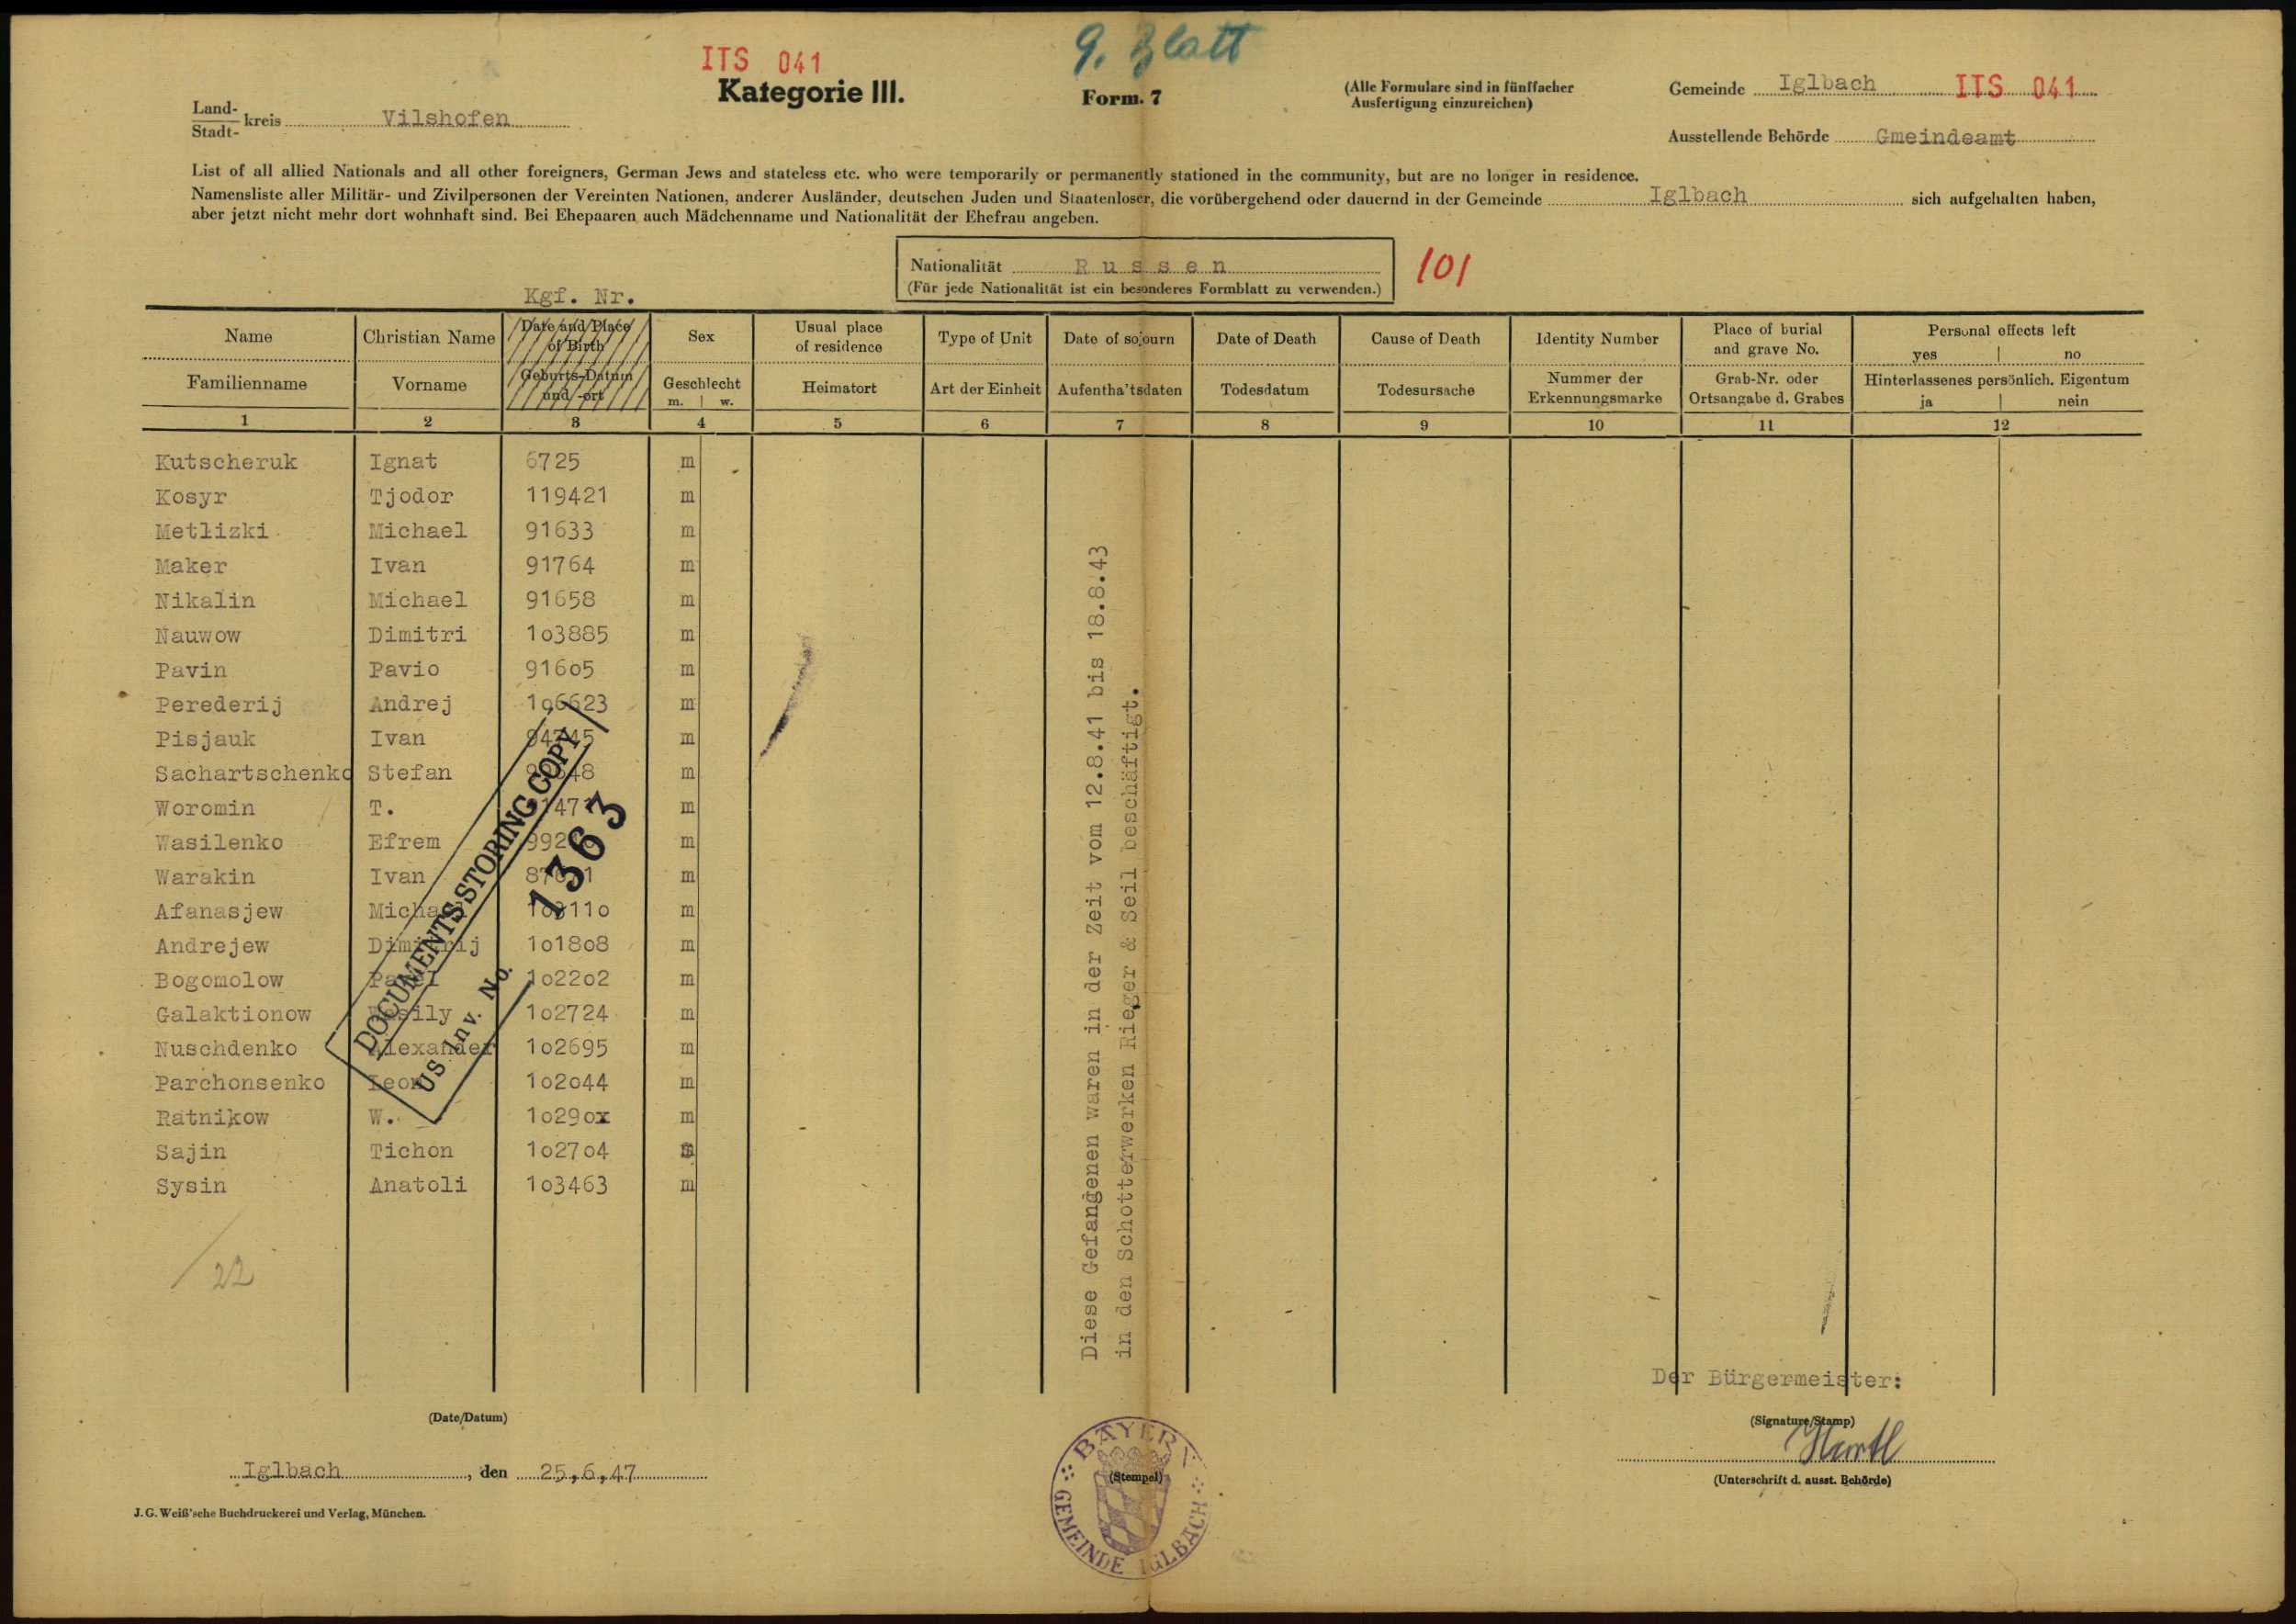 ITS 041
9. Blatt
Kategorie III.
Form. 7
(Alle Formulare sind in fünffacher
Ausfertigung einzureichen)
Gemeinde Iglbach ITS 041
Land-
Stadt- kreis Vilshofen
Ausstellende Behörde Gmeindeamt
List of all allied Nationals and all other foreigners, German Jews and stateless etc. who were temporarily or permanently stationed in the community, but are no longer in residence.
Namensliste aller Militär- und Zivilpersonen der Vereinten Nationen, anderer Ausländer, deutschen Juden und Staatenloser, die vorübergehend oder dauernd in der Gemeinde Iglbach sich aufgehalten haben,
aber jetzt nicht mehr dort wohnhaft sind. Bei Ehepaaren auch Mädchenname und Nationalität der Ehefrau angeben.
Nationalität Russen
(Für jede Nationalität ist ein besonderes Formblatt zu verwenden.)
101
Kgf. Nr.
Name Christian Name Date and Place of Birth Sex Usual place of residence Type of Unit Date of sojourn Date of Death Cause of Death Identity Number Place of burial and grave No. Personal effects left yes no
Familienname Vorname Geburts-Datum und -ort Geschlecht m. w. Heimatort Art der Einheit Aufenthaltsdaten Todesdatum Todesursache Nummer der Erkennungsmarke Grab-Nr. oder Ortsangabe d. Grabes Hinterlassenes persönlich. Eigentum ja nein
1 2 3 4 5 6 7 8 9 10 11 12
Kutscheruk Ignat 6725 m
Kosyr Tjodor 119421 m
Metlizki Michael 91633 m
Maker Ivan 91764 m
Nikalin Michael 91658 m
Nauwow Dimitri 103885 m
Pavin Pavio 91605 m
Perederij Andrej 106623 m
Pisjauk Ivan m
Sachartschenko Stefan m
Woromin T. m
Wasilenko Efrem m
Warakin Ivan m
Afanasjew m
Andrejew Dimitrij 101808 m
Bogomolow 102202 m
Galaktionow Wasily 102724 m
Nuschdenko Alexander 102695 m
Parchonsenko Leon 102044 m
Ratnikow W. 10290x m
Sajin Tichon 102704 m
Sysin Anatoli 103463 m
DOCUMENTS STORING COPY
US Inv. No. 1363
Diese Gefangenen waren in der Zeit vom 12.8.41 bis 18.8.43
in den Schotterwerken Rieger & Seil beschäftigt.
22
Der Bürgermeister:
(Date/Datum)
(Signature/Stamp)
Iglbach, den 25,6,47
(Stempel)
BAYERN
GEMEINDE IGLBACH
(Unterschrift d. ausst. Behörde)
J. G. Weiß'sche Buchdruckerei und Verlag, München.